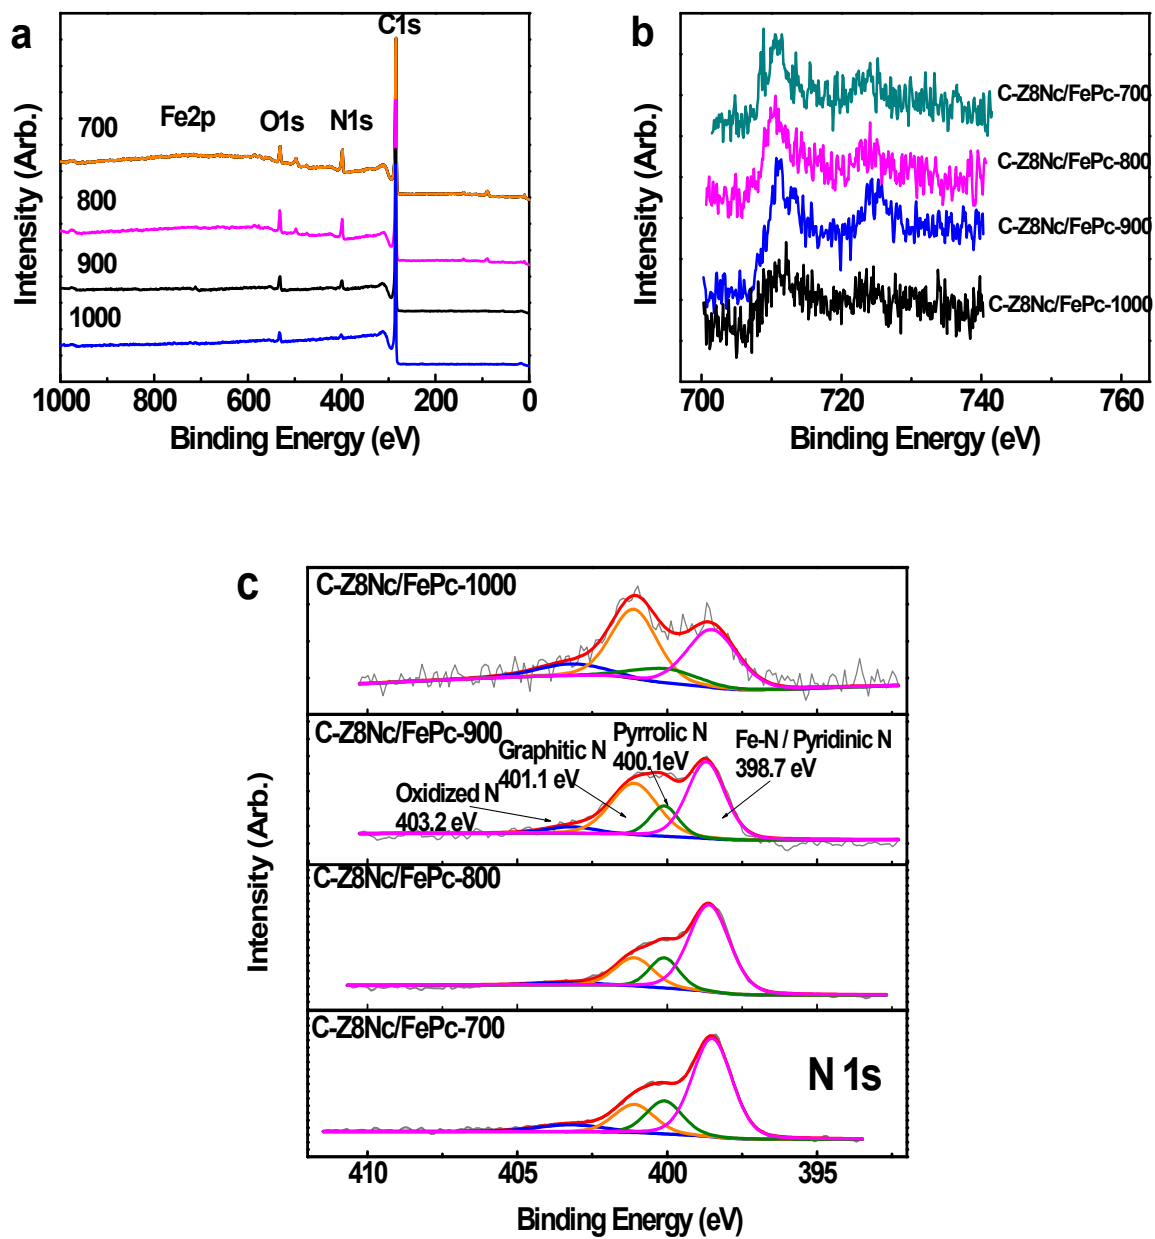 a
C1s
Fe2p
O1s
N1s
700
800
900
1000
Intensity (Arb.)
1000
800
600
400
200
0
Binding Energy (eV)
b
C-Z8Nc/FePc-700
C-Z8Nc/FePc-800
C-Z8Nc/FePc-900
C-Z8Nc/FePc-1000
Intensity (Arb.)
700
720
740
760
Binding Energy (eV)
c
C-Z8Nc/FePc-1000
C-Z8Nc/FePc-900
Oxidized N
403.2 eV
Graphitic N
401.1 eV
Pyrrolic N
400.1eV
Fe-N / Pyridinic N
398.7 eV
C-Z8Nc/FePc-800
C-Z8Nc/FePc-700
N 1s
Intensity (Arb.)
410
405
400
395
Binding Energy (eV)